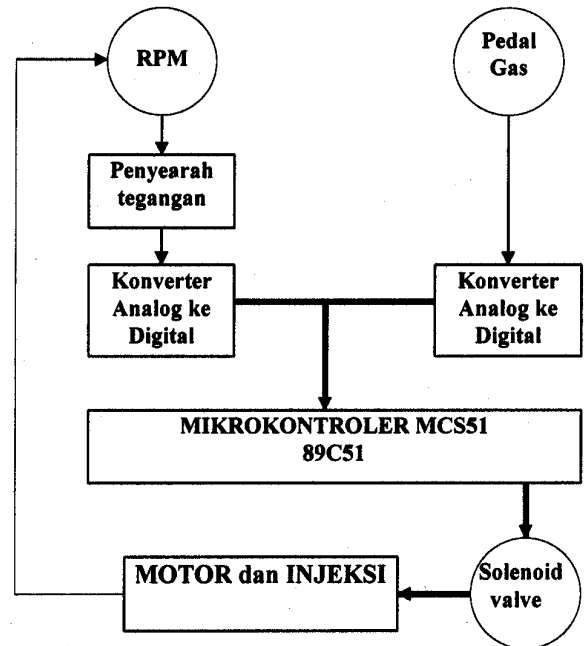 RPM
Pedal
Gas
Penyearah
tegangan
Konverter
Analog ke
Digital
Konverter
Analog ke
Digital
MIKROKONTROLER MCS51
89C51
MOTOR dan INJEKSI
Solenoid
valve